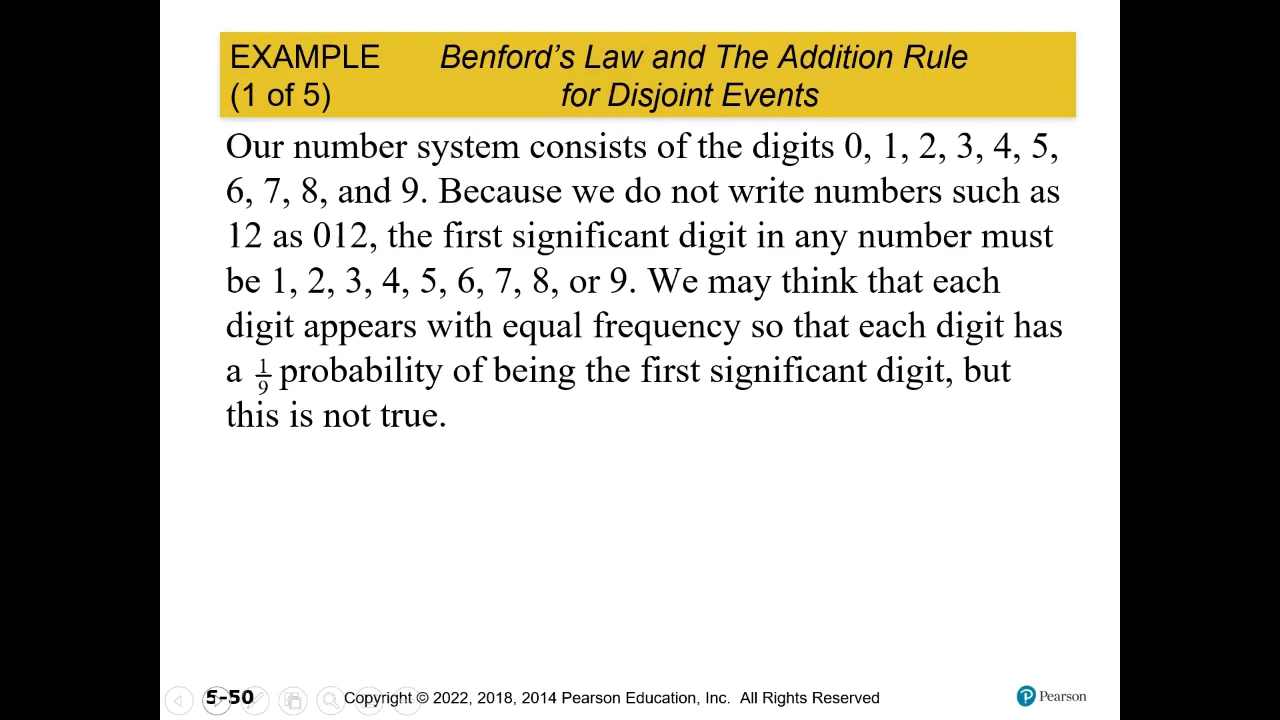 EXAMPLE Benford's Law and The Addition Rule
(1 of 5) for Disjoint Events
Our number system consists of the digits 0, 1, 2, 3, 4, 5,
6, 7, 8, and 9. Because we do not write numbers such as
12 as 012, the first significant digit in any number must
be 1, 2, 3, 4, 5, 6, 7, 8, or 9. We may think that each
digit appears with equal frequency so that each digit has
a 1/9 probability of being the first significant digit, but
this is not true.
5-50 Copyright © 2022, 2018, 2014 Pearson Education, Inc. All Rights Reserved P Pearson